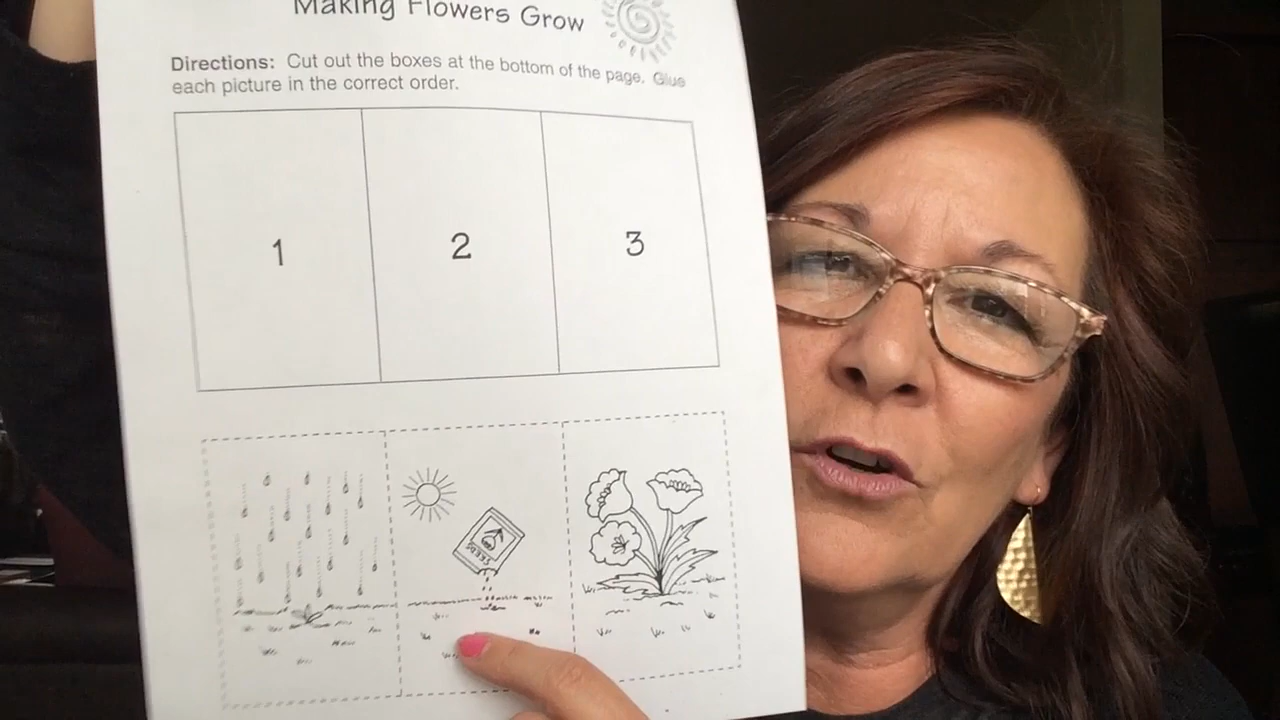 Making Flowers Grow
Directions: Cut out the boxes at the bottom of the page. Glue
each picture in the correct order.
1 2 3
SEEDS